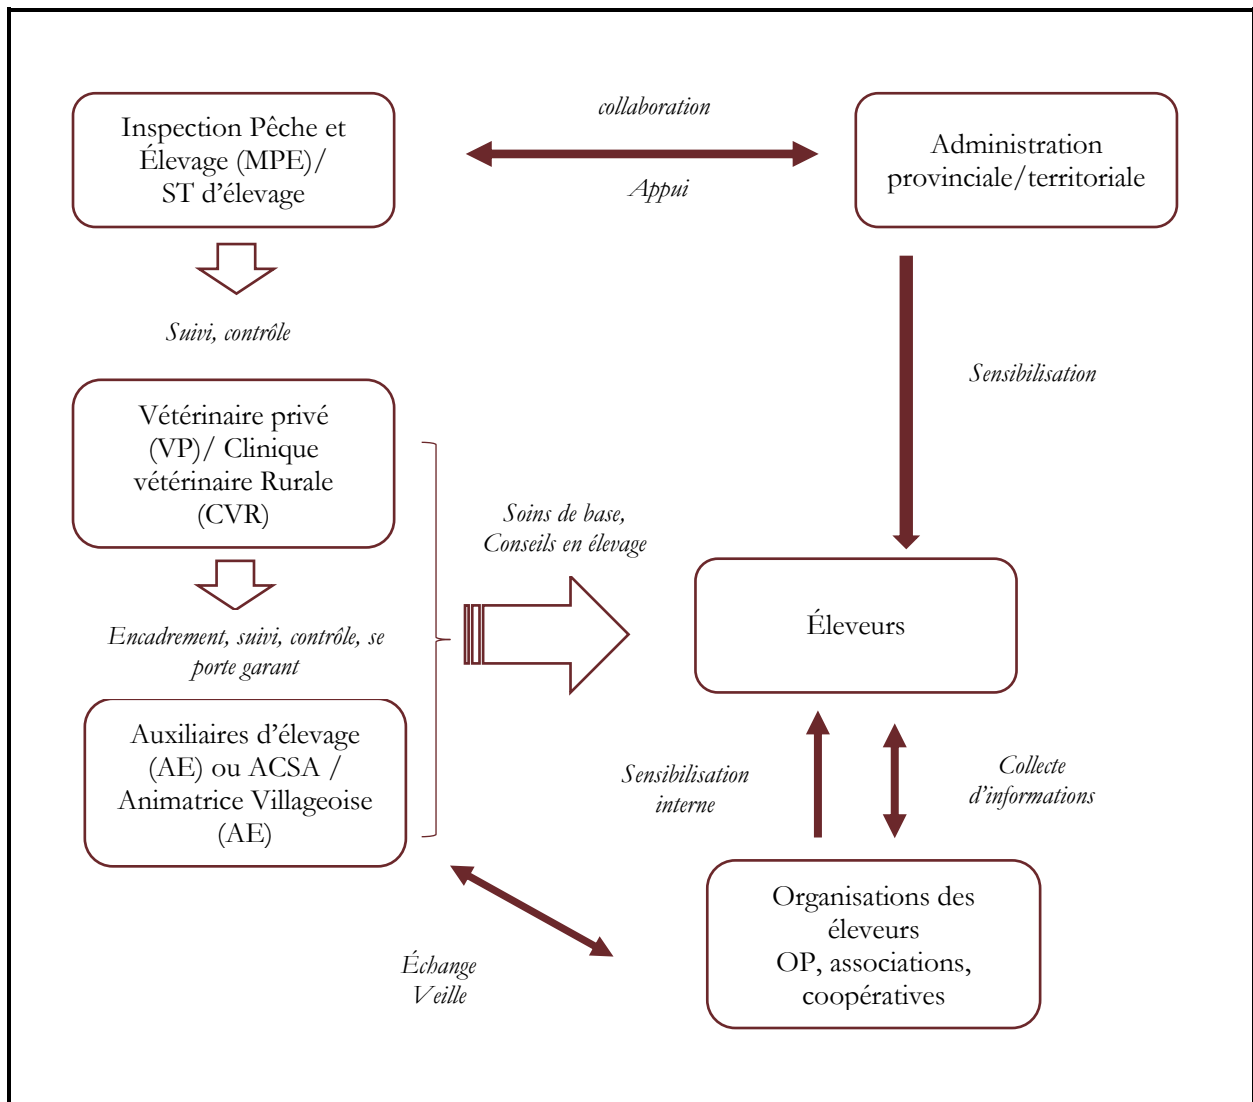 Inspection Pêche et
Élevage (MPE)/
ST d'élevage
collaboration
Appui
Administration
provinciale/territoriale
Suivi, contrôle
Sensibilisation
Vétérinaire privé
(VP)/ Clinique
vétérinaire Rurale
(CVR)
Soins de base,
Conseils en élevage
Encadrement, suivi, contrôle, se
porte garant
Éleveurs
Auxiliaires d'élevage
(AE) ou ACSA /
Animatrice Villageoise
(AE)
Sensibilisation
interne
Collecte
d'informations
Échange
Veille
Organisations des
éleveurs
OP, associations,
coopératives